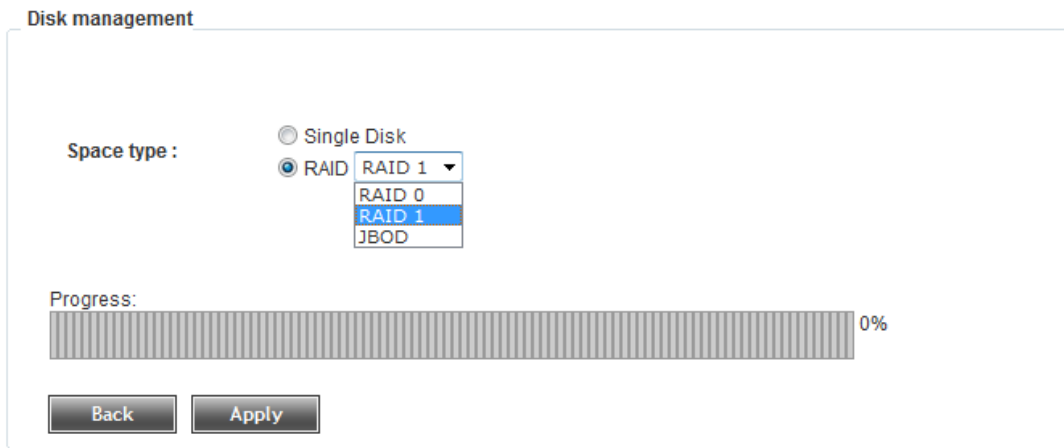 Disk management
Space type :
Single Disk
RAID RAID 1
RAID 0
RAID 1
JBOD
Progress:
0%
Back Apply